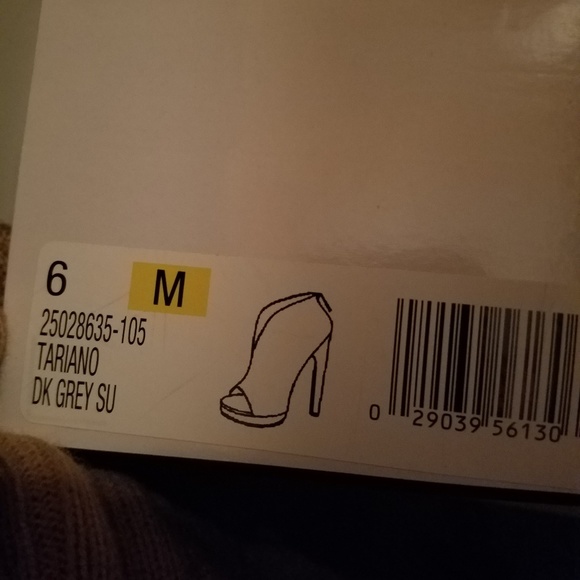 6 M
25028635-105
TARIANO
DK GREY SU
0 29039 56130